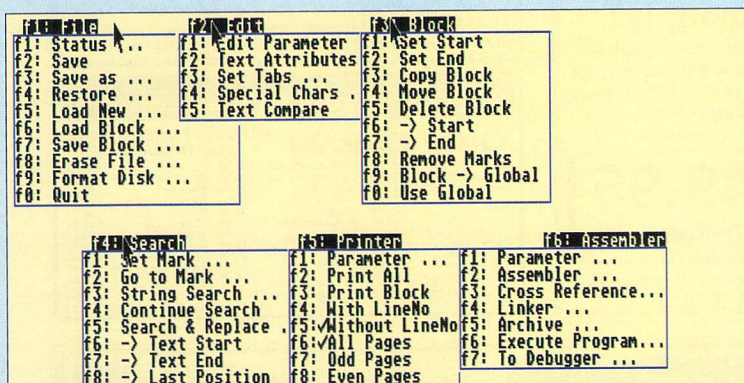 f1: File
f1: Status ...
f2: Save
f3: Save as ...
f4: Restore ...
f5: Load New ...
f6: Load Block ...
f7: Save Block ...
f8: Erase File ...
f9: Format Disk ...
f0: Quit
f2: Edit
f1: Edit Parameter
f2: Text Attributes
f3: Set Tabs ...
f4: Special Chars .
f5: Text Compare
f3: Block
f1: Set Start
f2: Set End
f3: Copy Block
f4: Move Block
f5: Delete Block
f6: -> Start
f7: -> End
f8: Remove Marks
f9: Block -> Global
f0: Use Global
f4: Search
f1: Set Mark ...
f2: Go to Mark ...
f3: String Search ...
f4: Continue Search
f5: Search & Replace .
f6: -> Text Start
f7: -> Text End
f8: -> Last Position
f5: Printer
f1: Parameter ...
f2: Print All
f3: Print Block
f4: With LineNo
f5:✓Without LineNo
f6:✓All Pages
f7: Odd Pages
f8: Even Pages
f6: Assembler
f1: Parameter ...
f2: Assembler ...
f3: Cross Reference...
f4: Linker ...
f5: Archive ...
f6: Execute Program...
f7: To Debugger ...